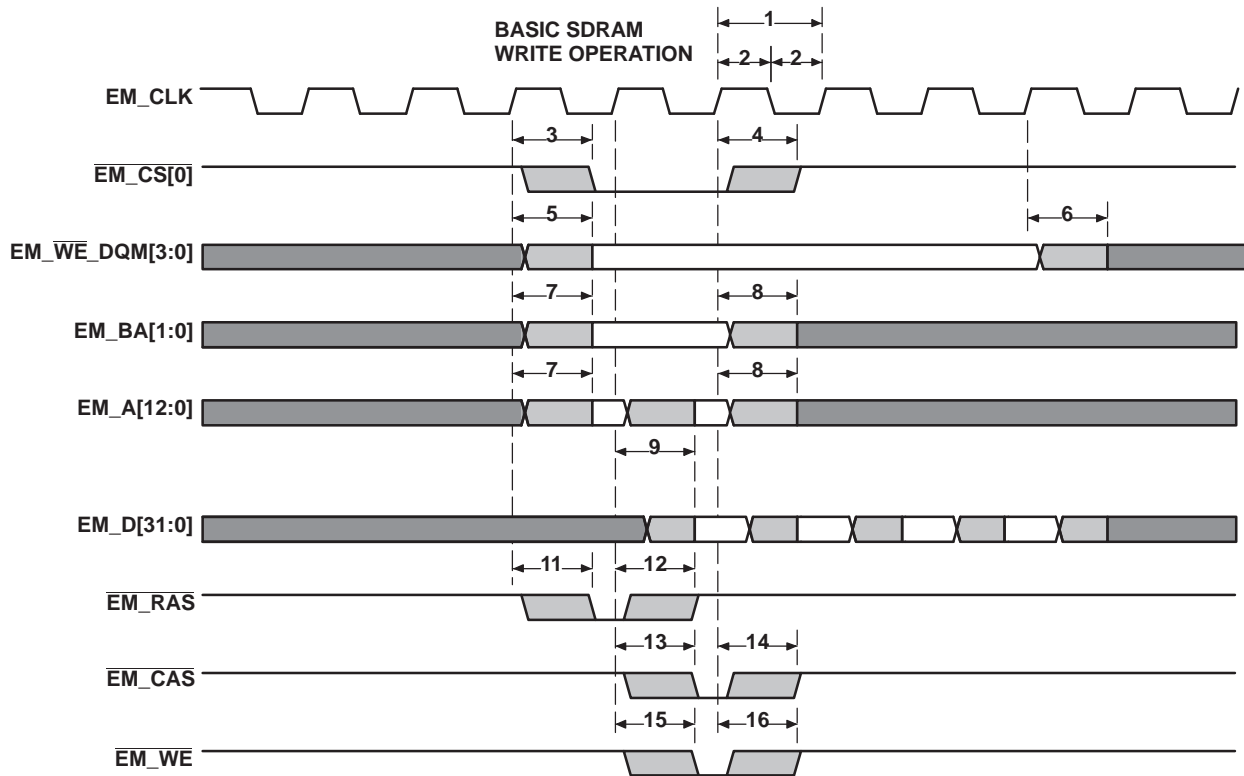 1
BASIC SDRAM
WRITE OPERATION
2 2
EM_CLK
3 4
EM_CS[0]
5 6
EM_WE_DQM[3:0]
7 8
EM_BA[1:0]
7 8
EM_A[12:0]
9
EM_D[31:0]
11 12
EM_RAS
13 14
EM_CAS
15 16
EM_WE